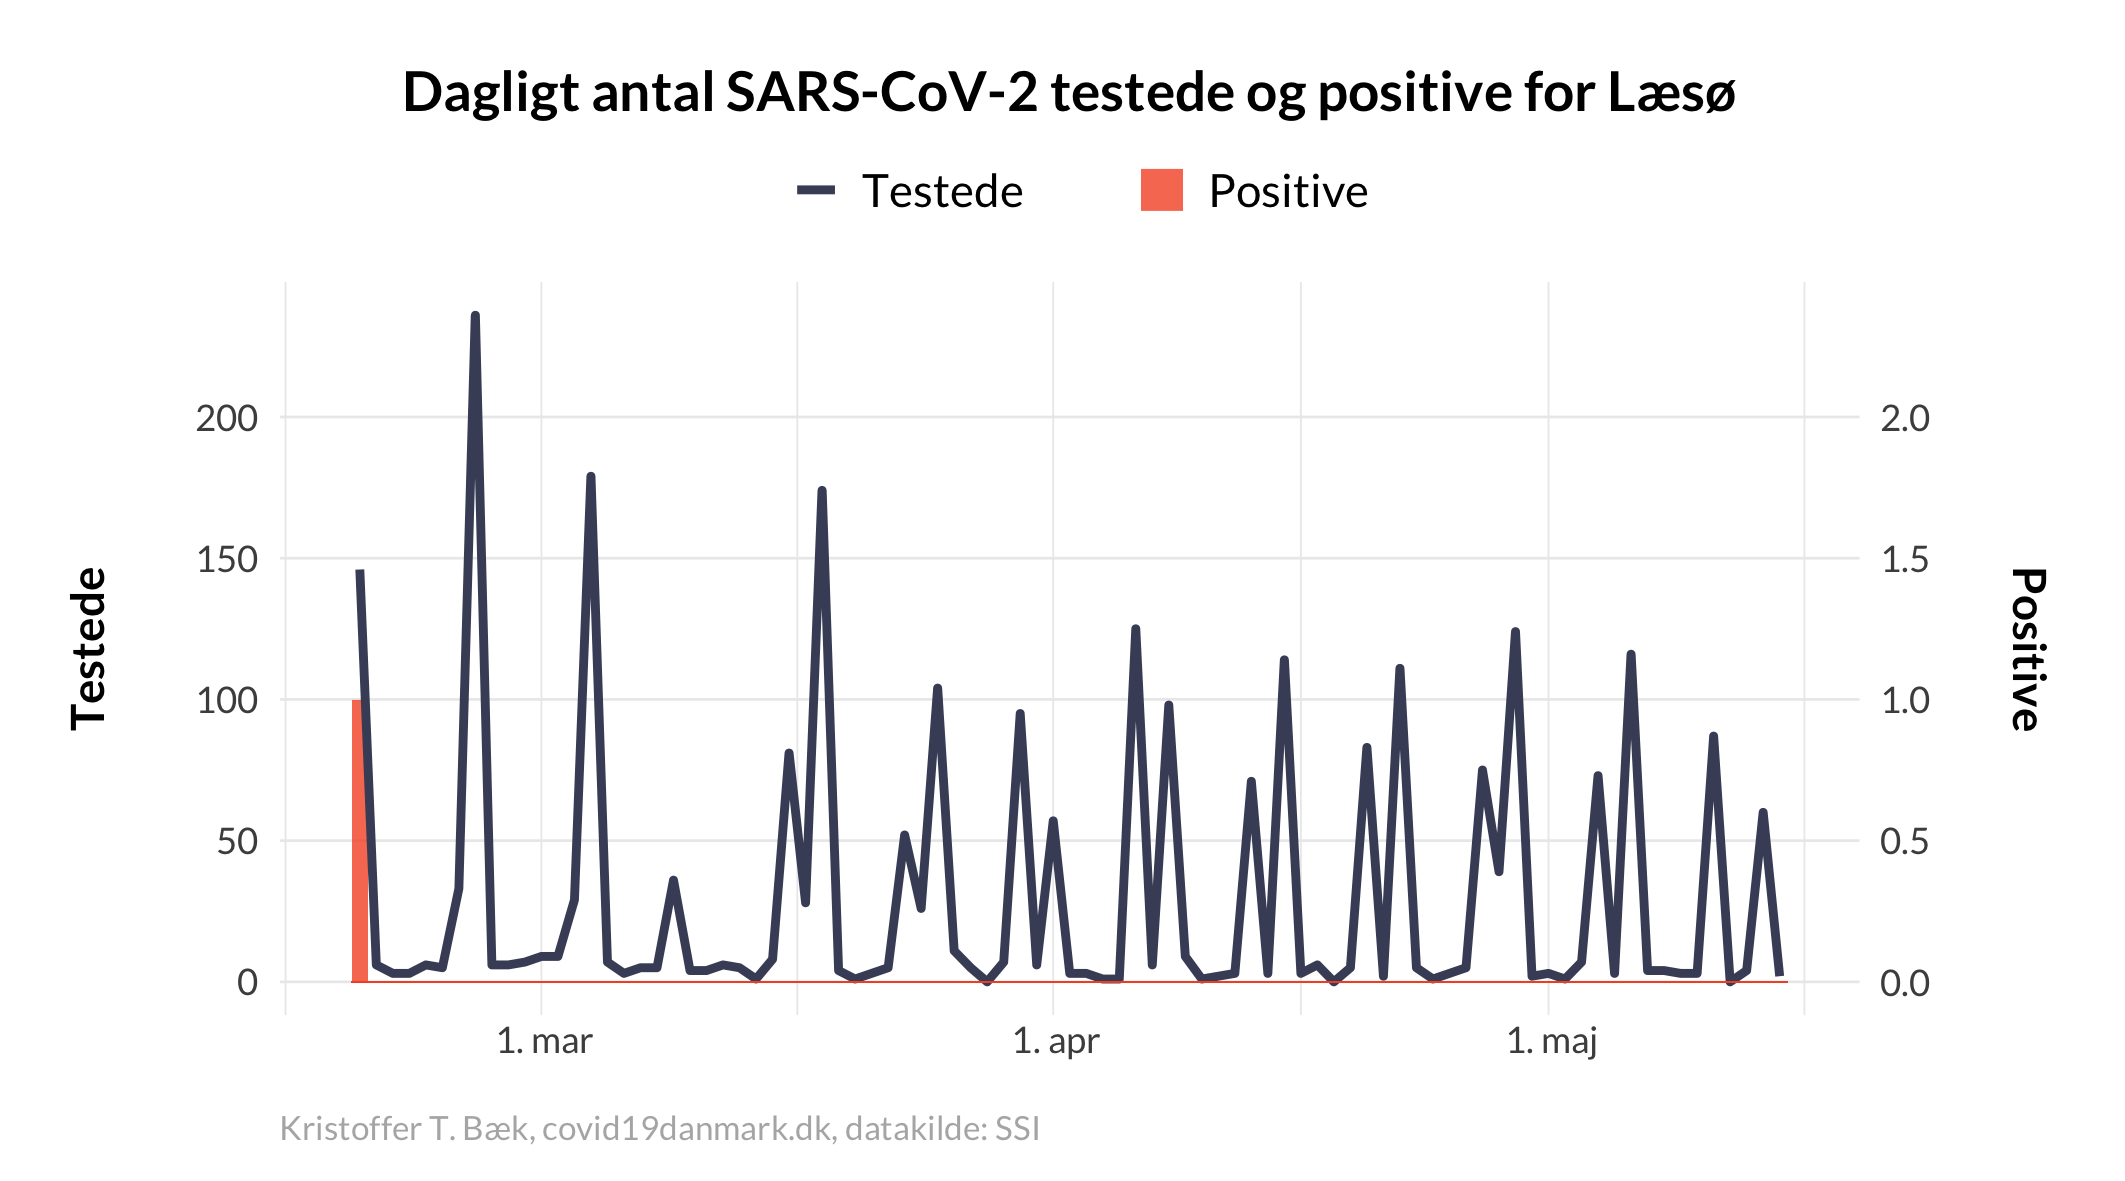 Dagligt antal SARS-CoV-2 testede og positive for Læsø
Testede
Positive
Testede
200
150
100
50
0
2.0
1.5
1.0
0.5
0.0
Positive
1. mar
1. apr
1. maj
Kristoffer T. Bæk, covid19danmark.dk, datakilde: SSI